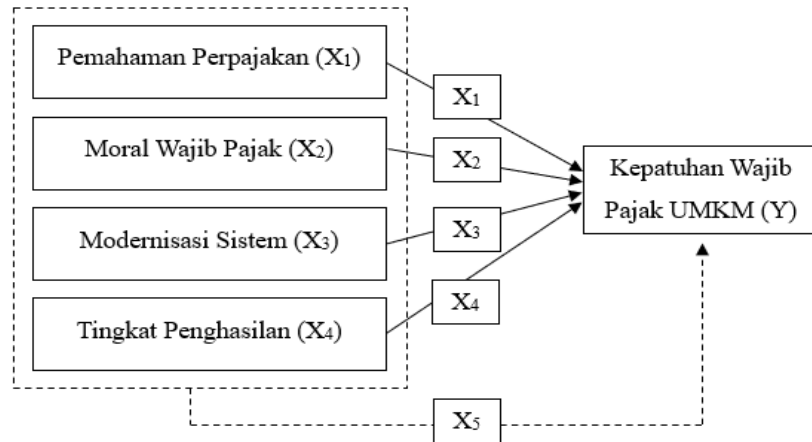 Pemahaman Perpajakan (X₁)
X₁
Moral Wajib Pajak (X₂)
X₂
Modernisasi Sistem (X₃)
X₃
Tingkat Penghasilan (X₄)
X₄
Kepatuhan Wajib
Pajak UMKM (Y)
X₅